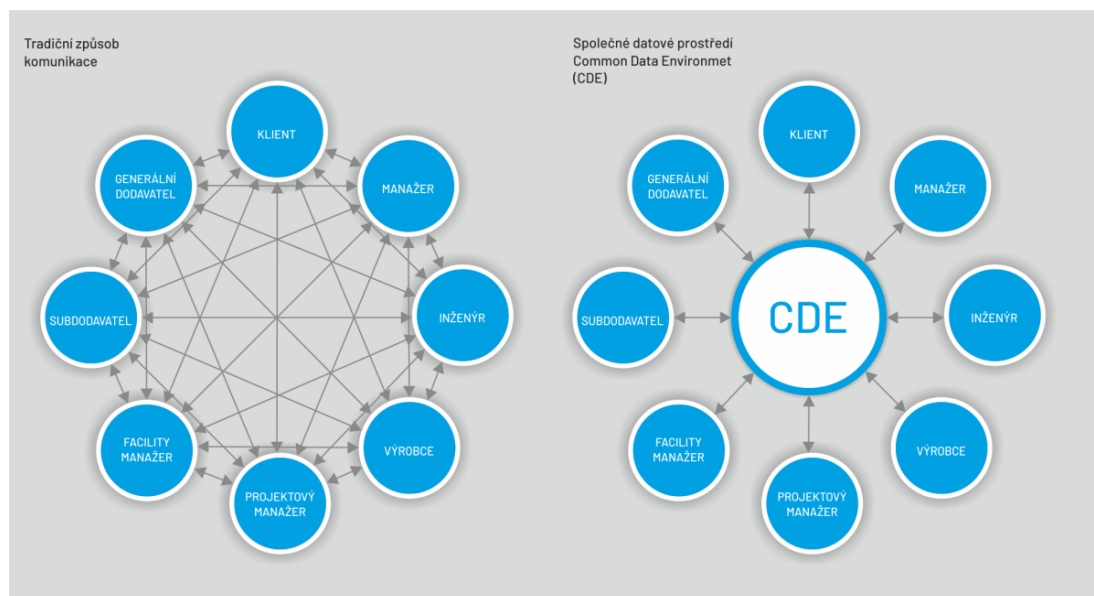 Tradiční způsob
komunikace
KLIENT
GENERÁLNÍ
DODAVATEL
MANAŽER
SUBDODAVATEL
INŽENÝR
FACILITY
MANAŽER
VÝROBCE
PROJEKTOVÝ
MANAŽER
Společné datové prostředí
Common Data Environmet
(CDE)
KLIENT
GENERÁLNÍ
DODAVATEL
MANAŽER
SUBDODAVATEL
CDE
INŽENÝR
FACILITY
MANAŽER
VÝROBCE
PROJEKTOVÝ
MANAŽER